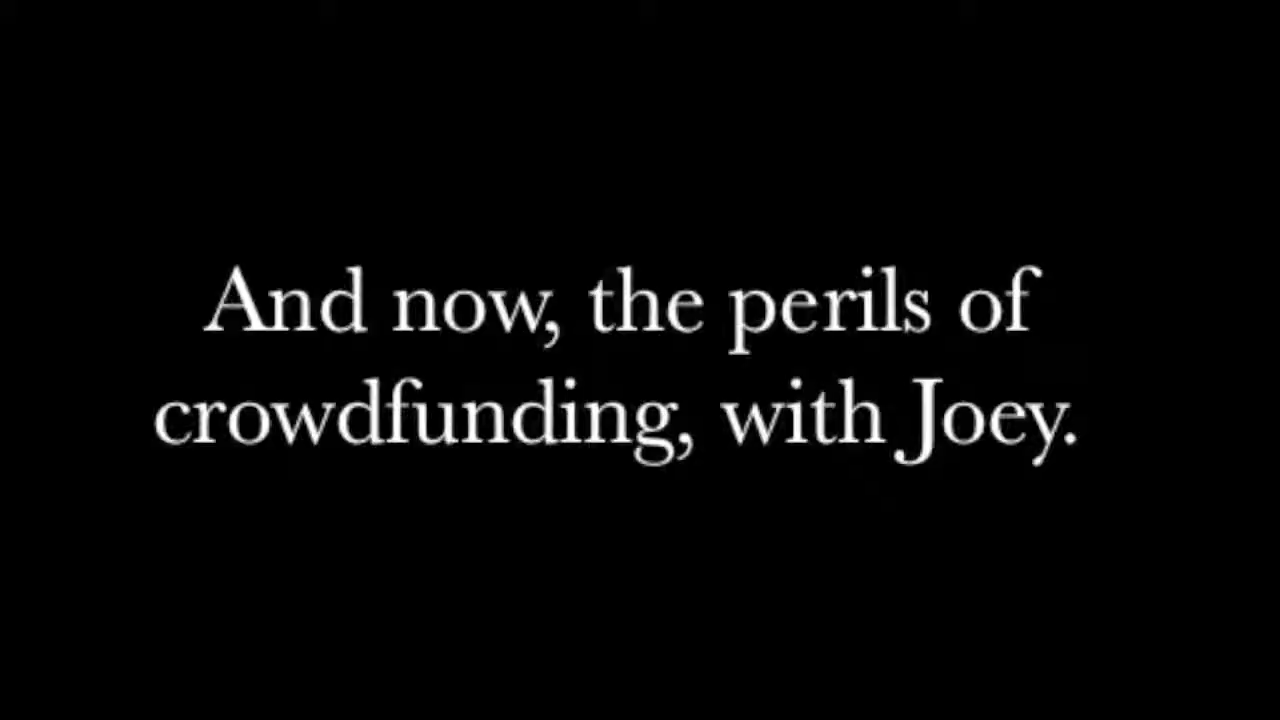 And now, the perils of
crowdfunding, with Joey.